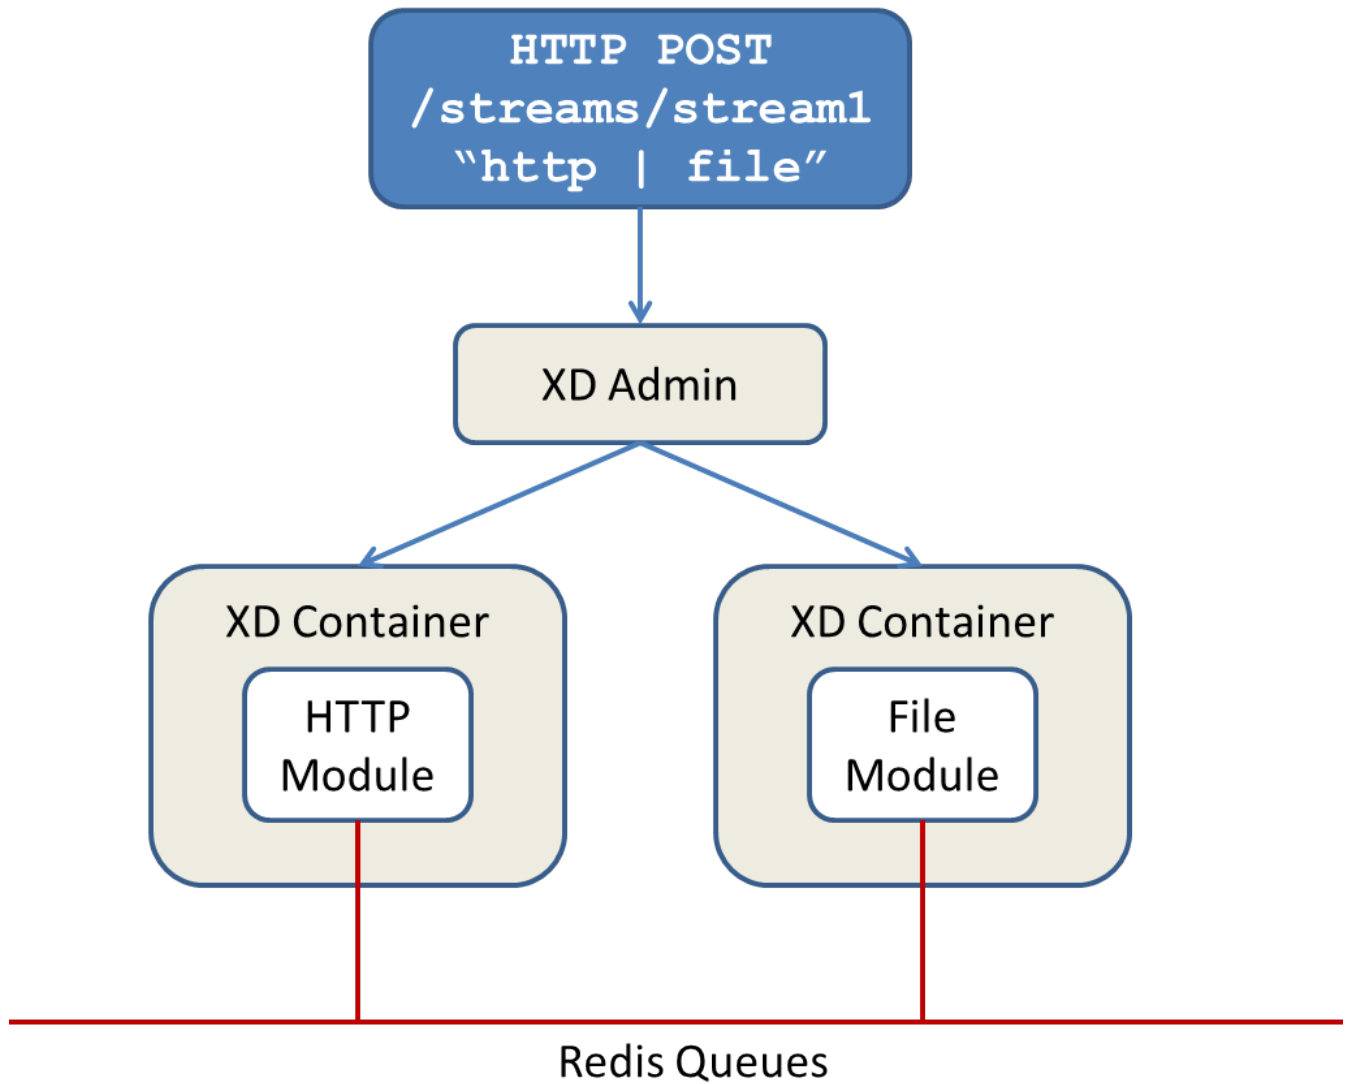 HTTP POST
/streams/stream1
“http | file”
XD Admin
XD Container
HTTP
Module
XD Container
File
Module
Redis Queues